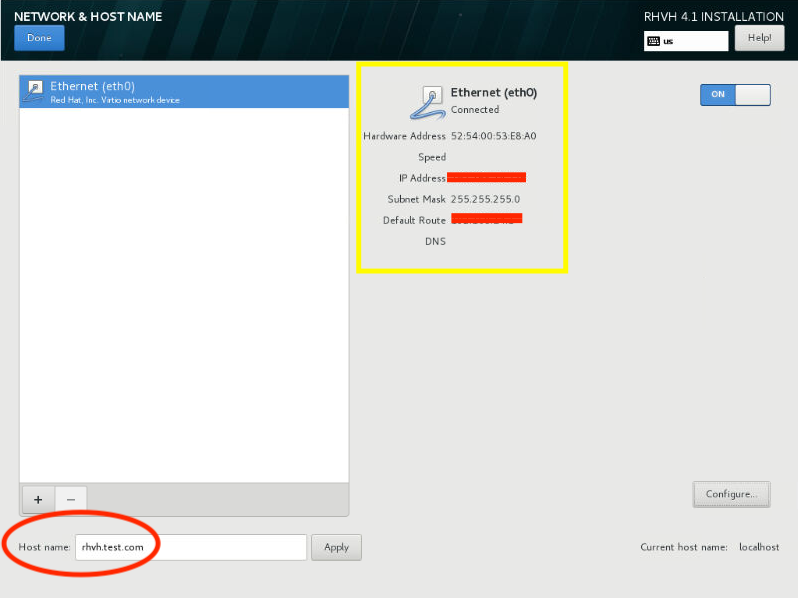 NETWORK & HOST NAME
RHVH 4.1 INSTALLATION
Done
us
Help!
Ethernet (eth0)
Red Hat, Inc. Virtio network device
Ethernet (eth0)
Connected
ON
Hardware Address 52:54:00:53:E8:A0
Speed
IP Address
Subnet Mask 255.255.255.0
Default Route
DNS
+
−
Configure...
Host name: rhvh.test.com
Apply
Current host name: localhost